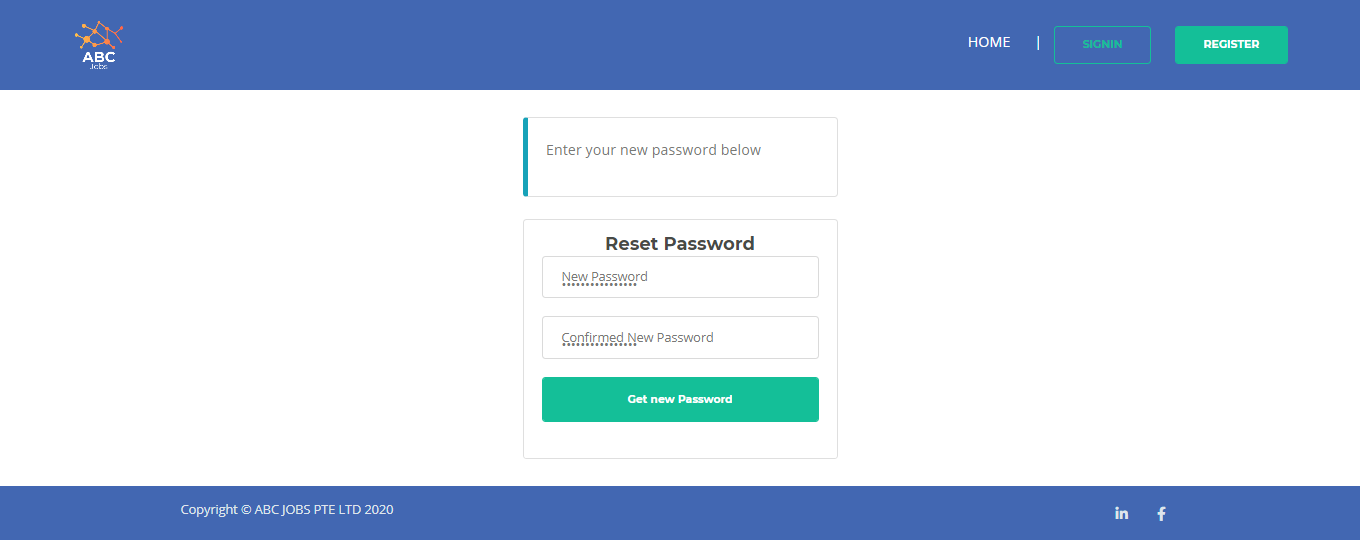 ABC
Jobs
HOME | SIGNIN REGISTER
Enter your new password below
Reset Password
New Password
••••••••••••••••
Confirmed New Password
••••••••••••••••
Get new Password
Copyright © ABC JOBS PTE LTD 2020
in f